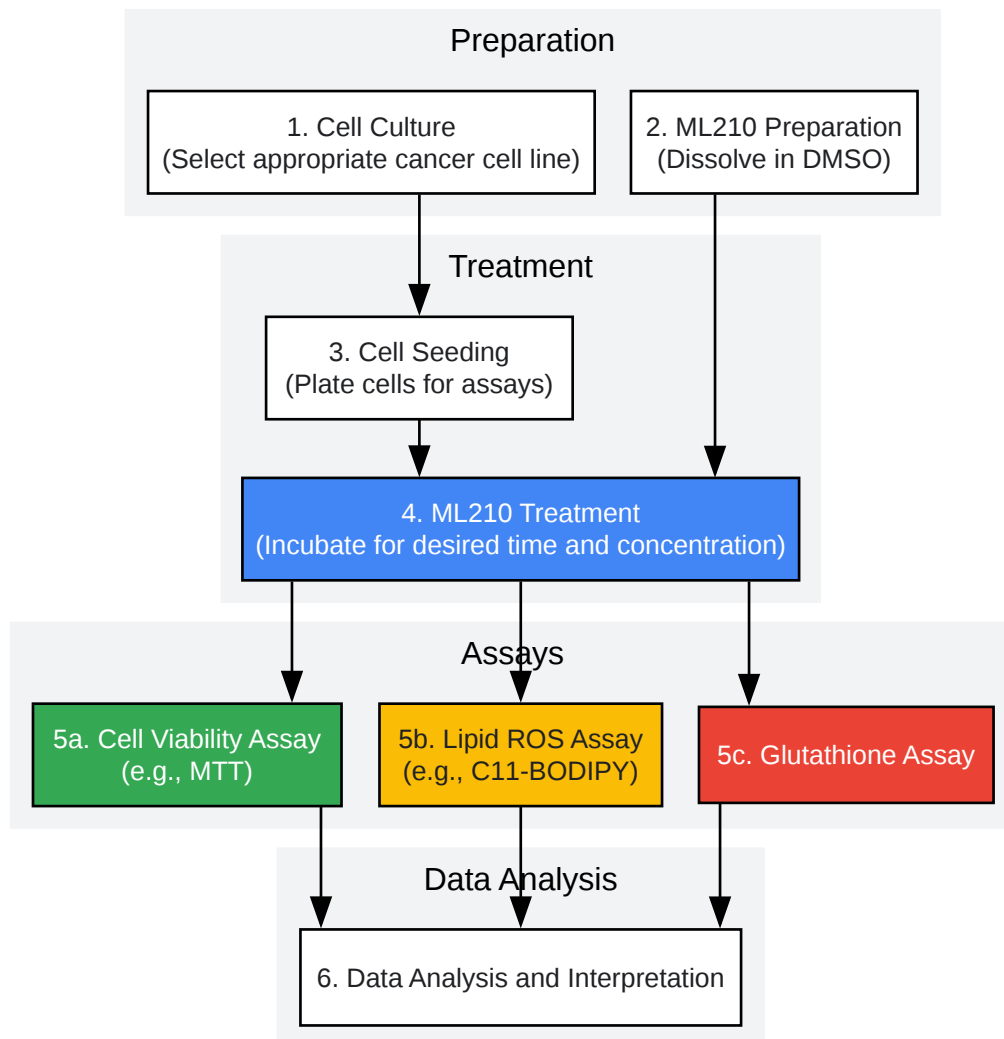 Preparation
1. Cell Culture
(Select appropriate cancer cell line)
2. ML210 Preparation
(Dissolve in DMSO)
Treatment
3. Cell Seeding
(Plate cells for assays)
4. ML210 Treatment
(Incubate for desired time and concentration)
Assays
5a. Cell Viability Assay
(e.g., MTT)
5b. Lipid ROS Assay
(e.g., C11-BODIPY)
5c. Glutathione Assay
Data Analysis
6. Data Analysis and Interpretation